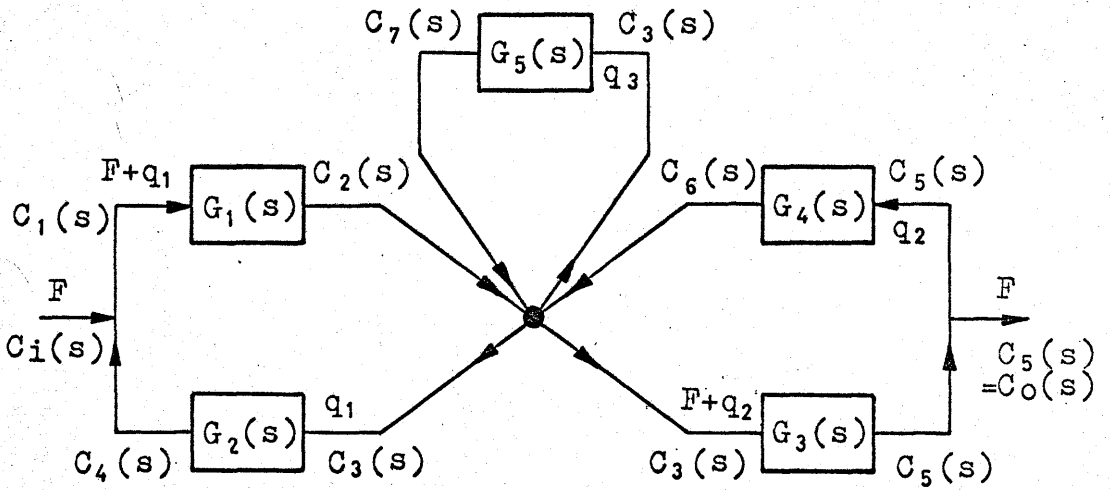 C₇(s) G₅(s) C₃(s)
q₃
F+q₁ C₂(s) C₆(s) C₅(s)
C₁(s) G₁(s) G₄(s)
q₂
F F
Ci(s) C₅(s)
=Co(s)
q₁ F+q₂
G₂(s) G₃(s)
C₄(s) C₃(s) C₃(s) C₅(s)